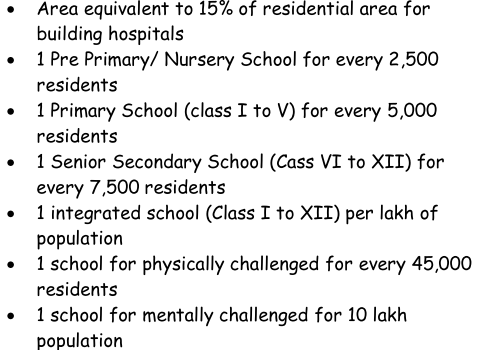 • Area equivalent to 15% of residential area for
building hospitals
• 1 Pre Primary/ Nursery School for every 2,500
residents
• 1 Primary School (class I to V) for every 5,000
residents
• 1 Senior Secondary School (Cass VI to XII) for
every 7,500 residents
• 1 integrated school (Class I to XII) per lakh of
population
• 1 school for physically challenged for every 45,000
residents
• 1 school for mentally challenged for 10 lakh
population